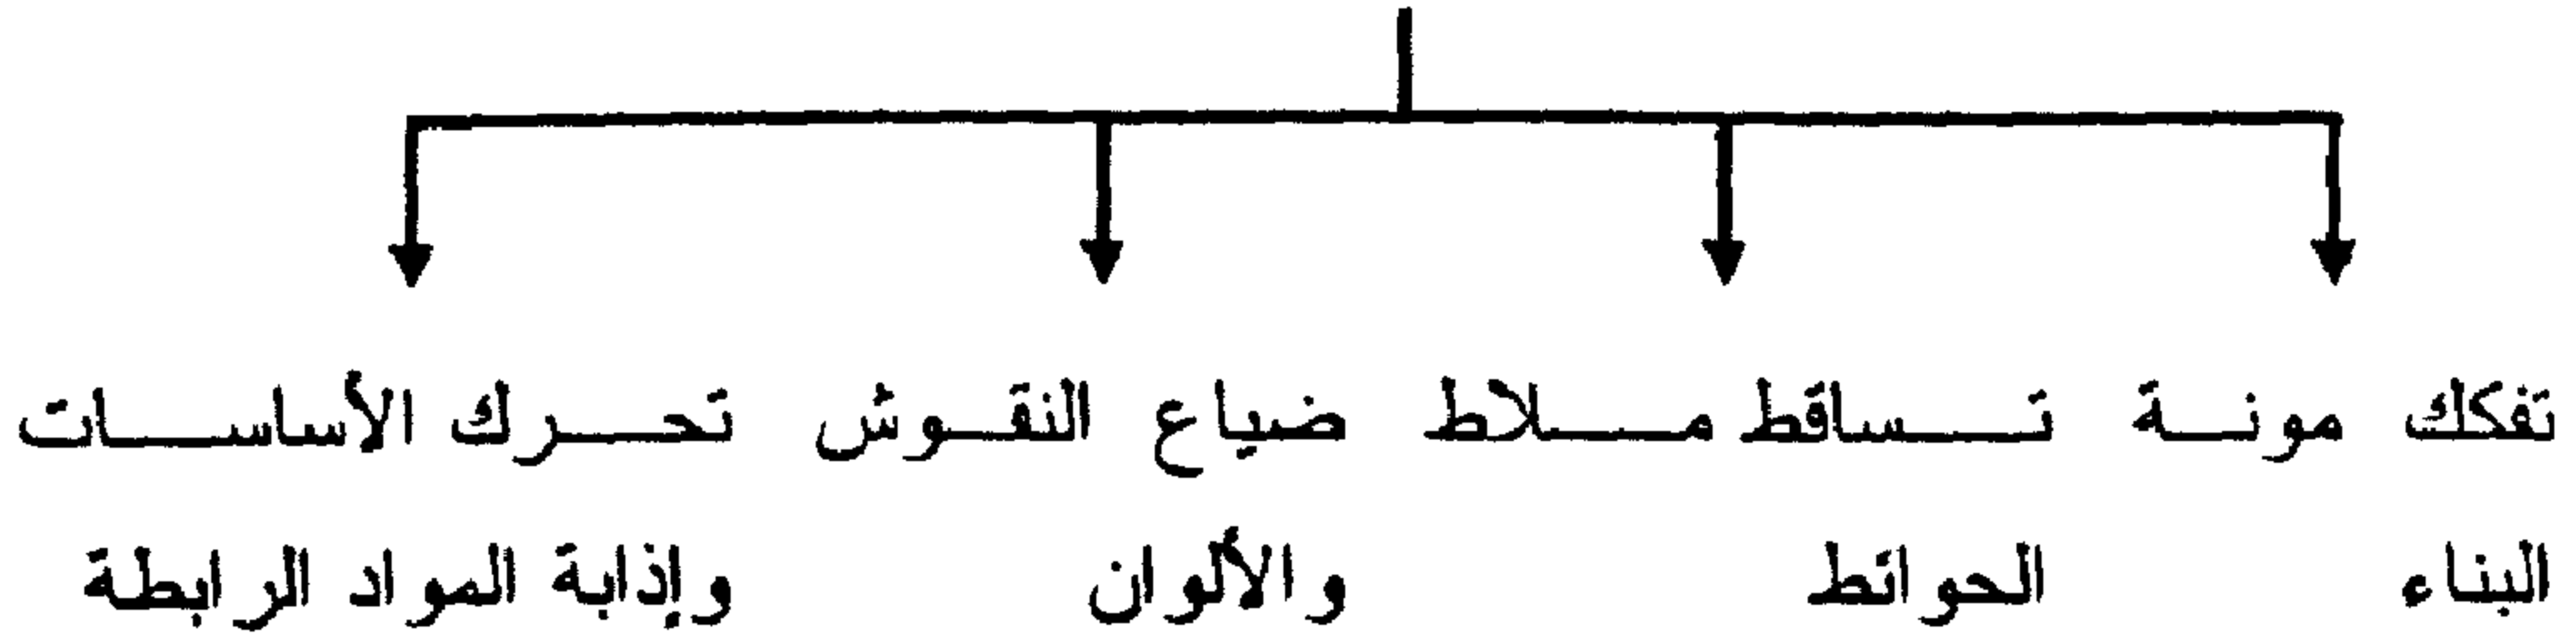 تفكك مونة
البناء
تساقط ملاط
الحوائط
ضياع النقوش
والألوان
تحرك الأساسات
وإذابة المواد الرابطة